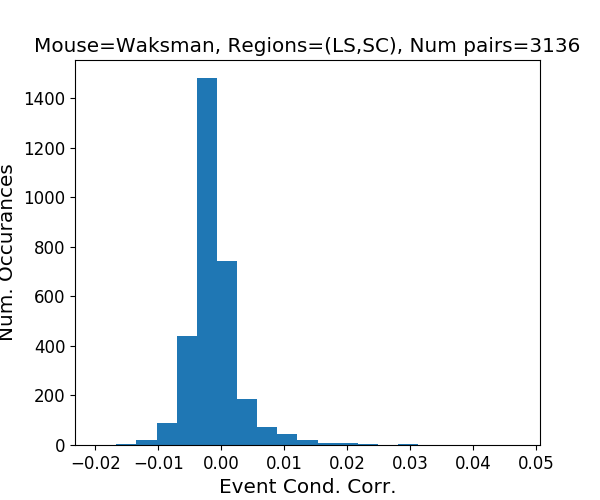 Mouse=Waksman, Regions=(LS,SC), Num pairs=3136
1400
1200
1000
800
600
400
200
0
Num. Occurances
−0.02 −0.01 0.00 0.01 0.02 0.03 0.04 0.05
Event Cond. Corr.